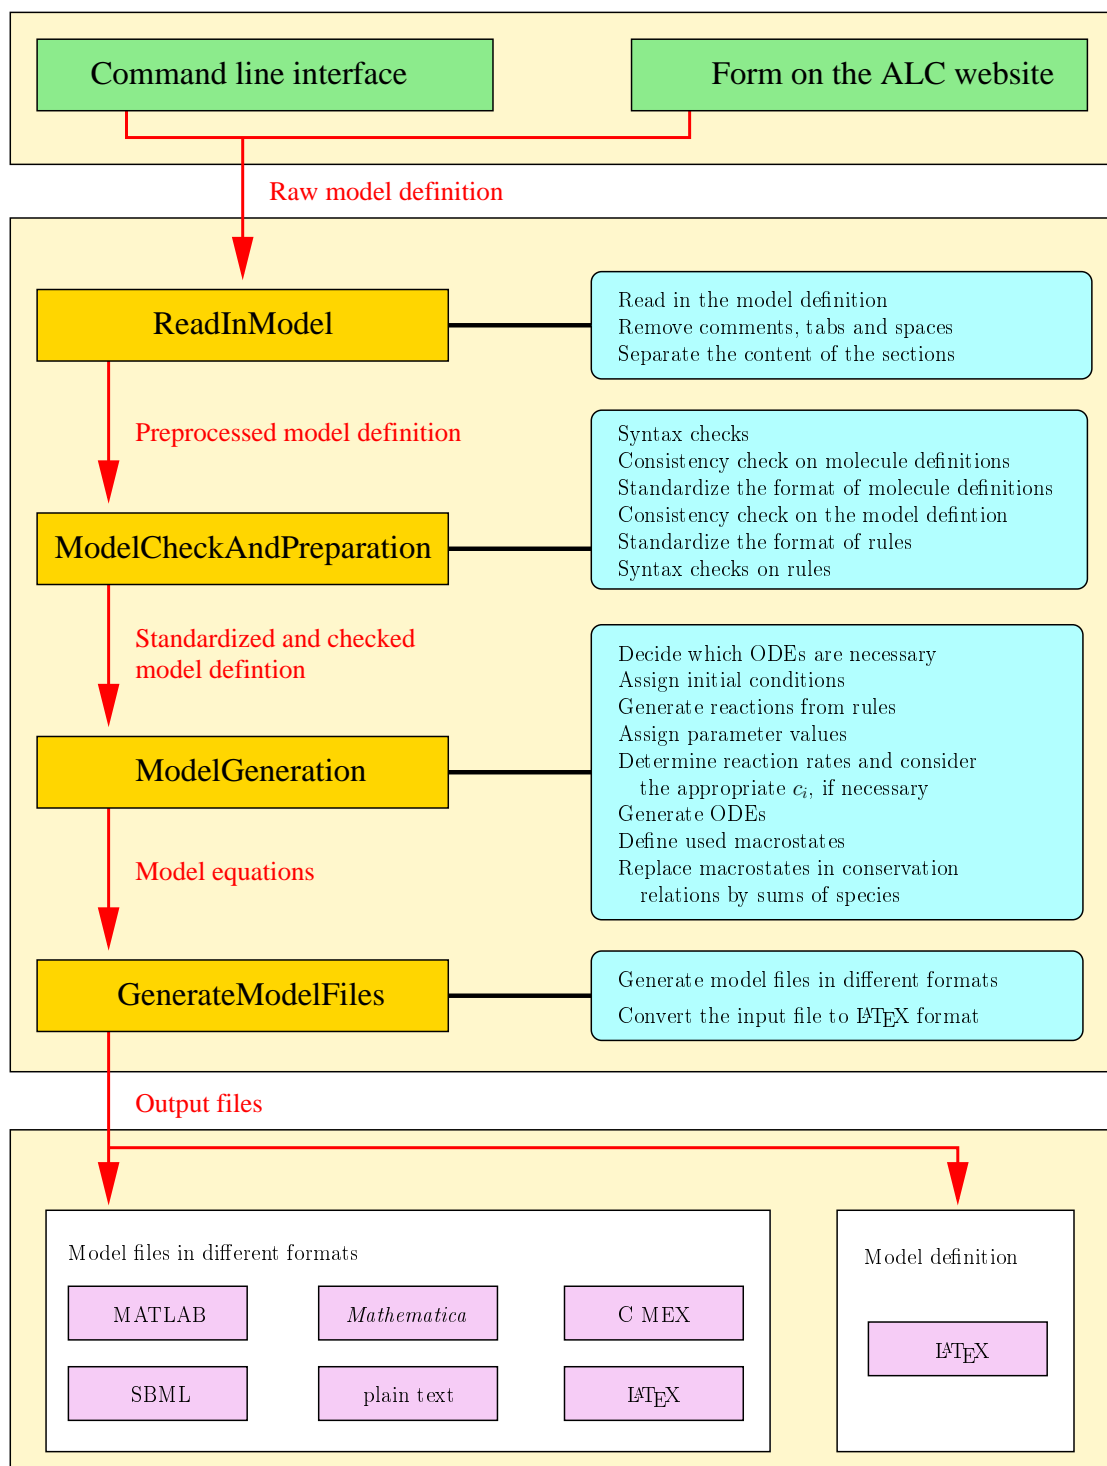 Command line interface
Form on the ALC website
Raw model definition
ReadInModel
Read in the model definition
Remove comments, tabs and spaces
Separate the content of the sections
Preprocessed model definition
ModelCheckAndPreparation
Syntax checks
Consistency check on molecule definitions
Standardize the format of molecule definitions
Consistency check on the model defintion
Standardize the format of rules
Syntax checks on rules
Standardized and checked
model defintion
ModelGeneration
Decide which ODEs are necessary
Assign initial conditions
Generate reactions from rules
Assign parameter values
Determine reaction rates and consider
the appropriate c_i, if necessary
Generate ODEs
Define used macrostates
Replace macrostates in conservation
relations by sums of species
Model equations
GenerateModelFiles
Generate model files in different formats
Convert the input file to LATEX format
Output files
Model files in different formats
MATLAB
Mathematica
C MEX
SBML
plain text
LATEX
Model definition
LATEX